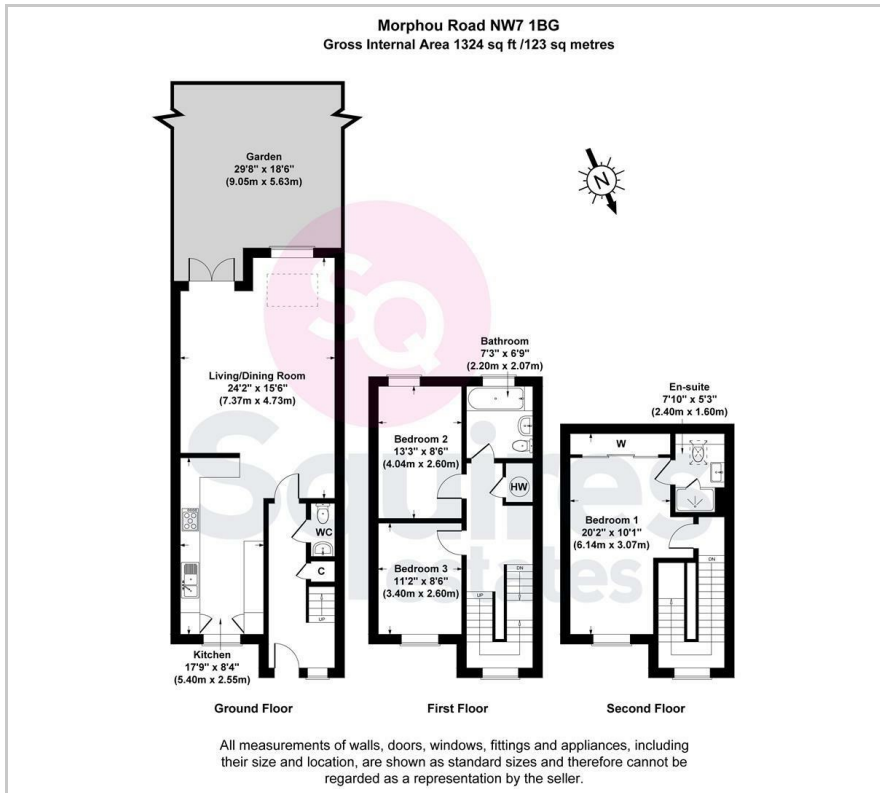 Morphou Road NW7 1BG
Gross Internal Area 1324 sq ft /123 sq metres
Garden
29'8" x 18'6"
(9.05m x 5.63m)
N
SQ
Squires
estates
Living/Dining Room
24'2" x 15'6"
(7.37m x 4.73m)
WC
C
UP
Kitchen
17'9" x 8'4"
(5.40m x 2.55m)
Ground Floor
Bathroom
7'3" x 6'9"
(2.20m x 2.07m)
Bedroom 2
13'3" x 8'6"
(4.04m x 2.60m)
HW
Bedroom 3
11'2" x 8'6"
(3.40m x 2.60m)
DN
UP
First Floor
En-suite
7'10" x 5'3"
(2.40m x 1.60m)
W
Bedroom 1
20'2" x 10'1"
(6.14m x 3.07m)
DN
Second Floor
All measurements of walls, doors, windows, fittings and appliances, including
their size and location, are shown as standard sizes and therefore cannot be
regarded as a representation by the seller.